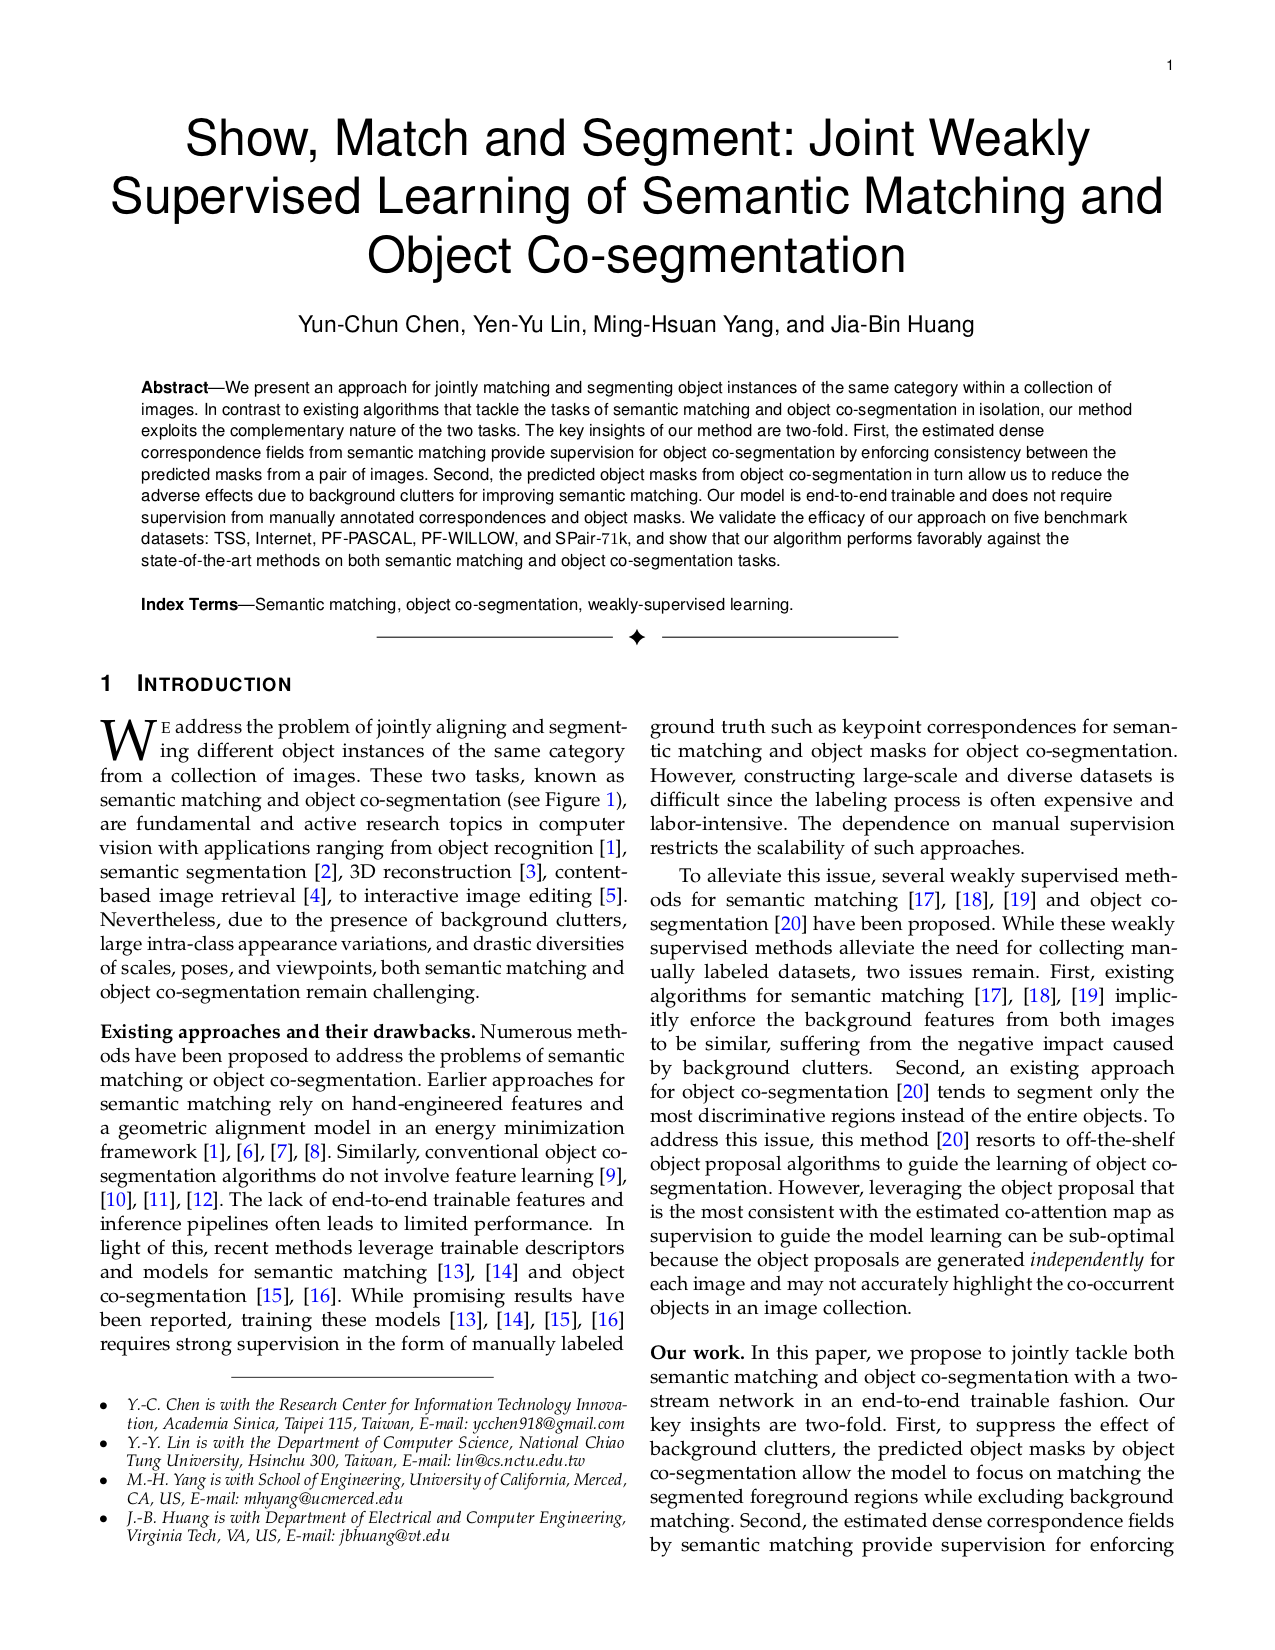 1
Show, Match and Segment: Joint Weakly
Supervised Learning of Semantic Matching and
Object Co-segmentation
Yun-Chun Chen, Yen-Yu Lin, Ming-Hsuan Yang, and Jia-Bin Huang
Abstract—We present an approach for jointly matching and segmenting object instances of the same category within a collection of
images. In contrast to existing algorithms that tackle the tasks of semantic matching and object co-segmentation in isolation, our method
exploits the complementary nature of the two tasks. The key insights of our method are two-fold. First, the estimated dense
correspondence fields from semantic matching provide supervision for object co-segmentation by enforcing consistency between the
predicted masks from a pair of images. Second, the predicted object masks from object co-segmentation in turn allow us to reduce the
adverse effects due to background clutters for improving semantic matching. Our model is end-to-end trainable and does not require
supervision from manually annotated correspondences and object masks. We validate the efficacy of our approach on five benchmark
datasets: TSS, Internet, PF-PASCAL, PF-WILLOW, and SPair-71k, and show that our algorithm performs favorably against the
state-of-the-art methods on both semantic matching and object co-segmentation tasks.
Index Terms—Semantic matching, object co-segmentation, weakly-supervised learning.
1 INTRODUCTION
WE address the problem of jointly aligning and segment-
ing different object instances of the same category
from a collection of images. These two tasks, known as
semantic matching and object co-segmentation (see Figure 1),
are fundamental and active research topics in computer
vision with applications ranging from object recognition [1],
semantic segmentation [2], 3D reconstruction [3], content-
based image retrieval [4], to interactive image editing [5].
Nevertheless, due to the presence of background clutters,
large intra-class appearance variations, and drastic diversities
of scales, poses, and viewpoints, both semantic matching and
object co-segmentation remain challenging.
Existing approaches and their drawbacks. Numerous meth-
ods have been proposed to address the problems of semantic
matching or object co-segmentation. Earlier approaches for
semantic matching rely on hand-engineered features and
a geometric alignment model in an energy minimization
framework [1], [6], [7], [8]. Similarly, conventional object co-
segmentation algorithms do not involve feature learning [9],
[10], [11], [12]. The lack of end-to-end trainable features and
inference pipelines often leads to limited performance. In
light of this, recent methods leverage trainable descriptors
and models for semantic matching [13], [14] and object
co-segmentation [15], [16]. While promising results have
been reported, training these models [13], [14], [15], [16]
requires strong supervision in the form of manually labeled
• Y.-C. Chen is with the Research Center for Information Technology Innova-
tion, Academia Sinica, Taipei 115, Taiwan, E-mail: ycchen918@gmail.com
• Y.-Y. Lin is with the Department of Computer Science, National Chiao
Tung University, Hsinchu 300, Taiwan, E-mail: lin@cs.nctu.edu.tw
• M.-H. Yang is with School of Engineering, University of California, Merced,
CA, US, E-mail: mhyang@ucmerced.edu
• J.-B. Huang is with Department of Electrical and Computer Engineering,
Virginia Tech, VA, US, E-mail: jbhuang@vt.edu
ground truth such as keypoint correspondences for seman-
tic matching and object masks for object co-segmentation.
However, constructing large-scale and diverse datasets is
difficult since the labeling process is often expensive and
labor-intensive. The dependence on manual supervision
restricts the scalability of such approaches.
To alleviate this issue, several weakly supervised meth-
ods for semantic matching [17], [18], [19] and object co-
segmentation [20] have been proposed. While these weakly
supervised methods alleviate the need for collecting man-
ually labeled datasets, two issues remain. First, existing
algorithms for semantic matching [17], [18], [19] implic-
itly enforce the background features from both images
to be similar, suffering from the negative impact caused
by background clutters. Second, an existing approach
for object co-segmentation [20] tends to segment only the
most discriminative regions instead of the entire objects. To
address this issue, this method [20] resorts to off-the-shelf
object proposal algorithms to guide the learning of object co-
segmentation. However, leveraging the object proposal that
is the most consistent with the estimated co-attention map as
supervision to guide the model learning can be sub-optimal
because the object proposals are generated independently for
each image and may not accurately highlight the co-occurrent
objects in an image collection.
Our work. In this paper, we propose to jointly tackle both
semantic matching and object co-segmentation with a two-
stream network in an end-to-end trainable fashion. Our
key insights are two-fold. First, to suppress the effect of
background clutters, the predicted object masks by object
co-segmentation allow the model to focus on matching the
segmented foreground regions while excluding background
matching. Second, the estimated dense correspondence fields
by semantic matching provide supervision for enforcing